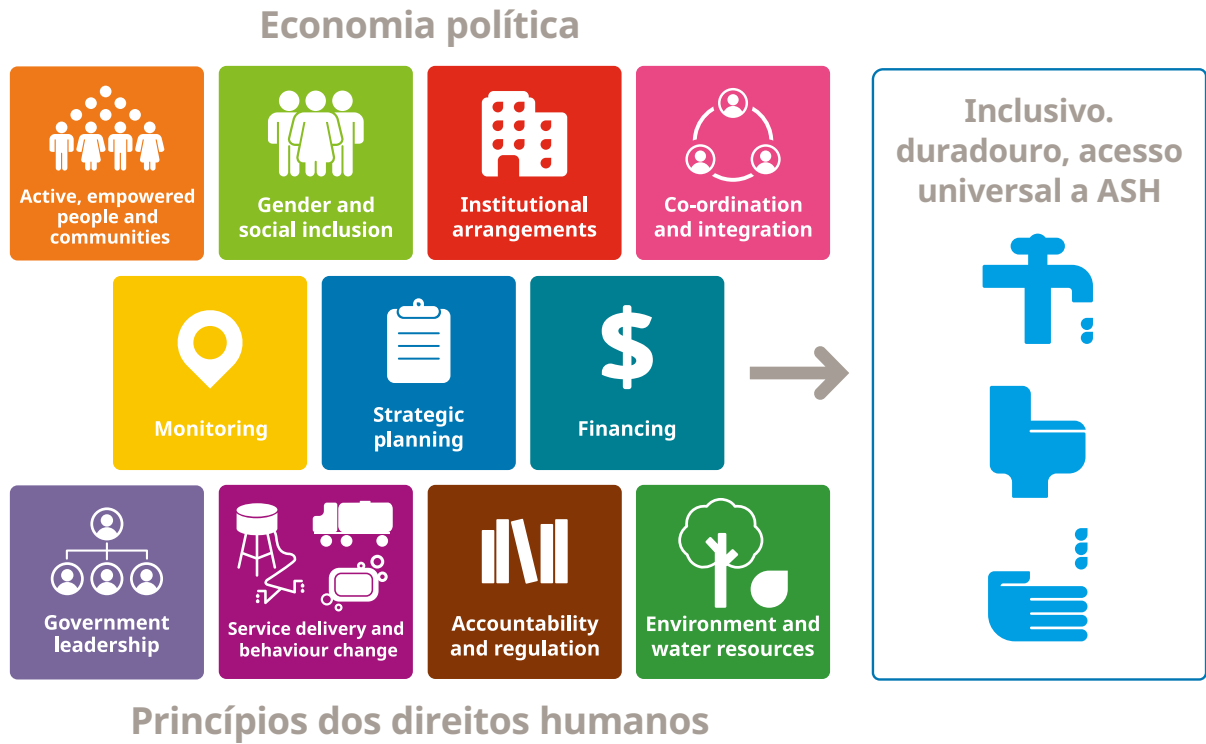 Economia política
Active, empowered
people and
communities
Gender and
social inclusion
Institutional
arrangements
Co-ordination
and integration
Inclusivo.
duradouro, acesso
universal a ASH
Monitoring
Strategic
planning
$
Financing
Government
leadership
Service delivery and
behaviour change
Accountability
and regulation
Environment and
water resources
Princípios dos direitos humanos